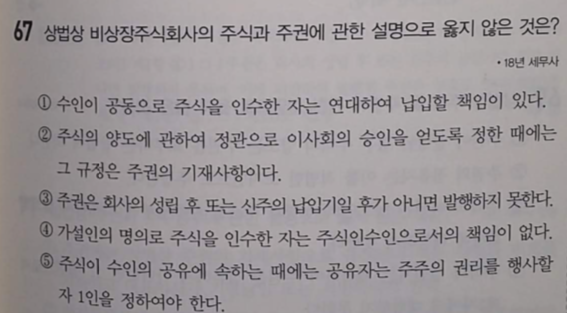 67 상법상 비상장주식회사의 주식과 주권에 관한 설명으로 옳지 않은 것은?
• 18년 세무사
① 수인이 공동으로 주식을 인수한 자는 연대하여 납입할 책임이 있다.
② 주식의 양도에 관하여 정관으로 이사회의 승인을 얻도록 정한 때에는
그 규정은 주권의 기재사항이다.
③ 주권은 회사의 성립 후 또는 신주의 납입기일 후가 아니면 발행하지 못한다.
④ 가설인의 명의로 주식을 인수한 자는 주식인수인으로서의 책임이 없다.
⑤ 주식이 수인의 공유에 속하는 때에는 공유자는 주주의 권리를 행사할
자 1인을 정하여야 한다.